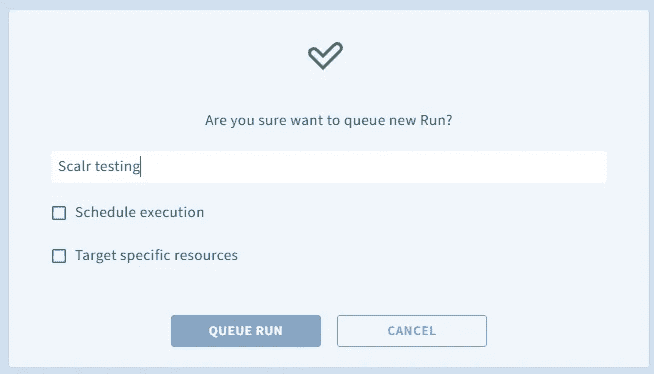 Are you sure want to queue new Run?
Scalr testing
Schedule execution
Target specific resources
QUEUE RUN
CANCEL